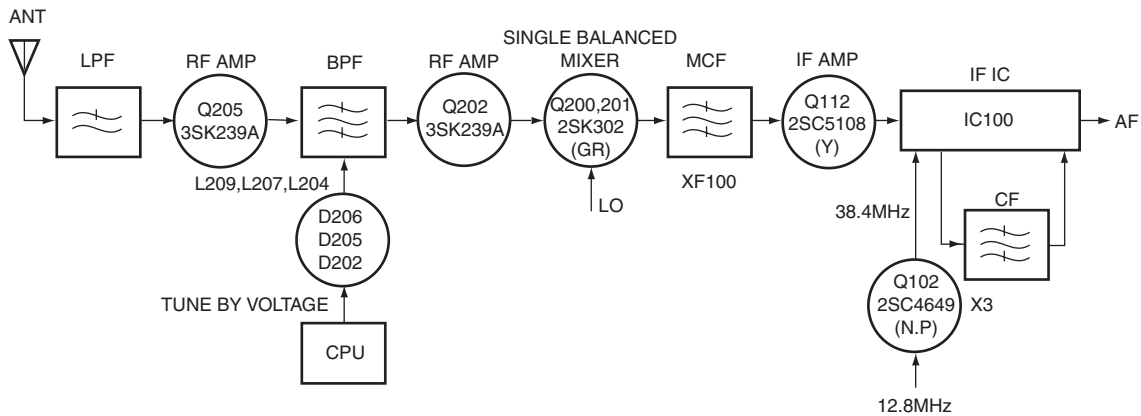 ANT
LPF
RF AMP
Q205
3SK239A
BPF
L209,L207,L204
D206
D205
D202
TUNE BY VOLTAGE
CPU
RF AMP
Q202
3SK239A
SINGLE BALANCED
MIXER
Q200,201
2SK302
(GR)
LO
MCF
XF100
IF AMP
Q112
2SC5108
(Y)
IF IC
IC100
AF
38.4MHz
CF
Q102
2SC4649
(N.P)
X3
12.8MHz